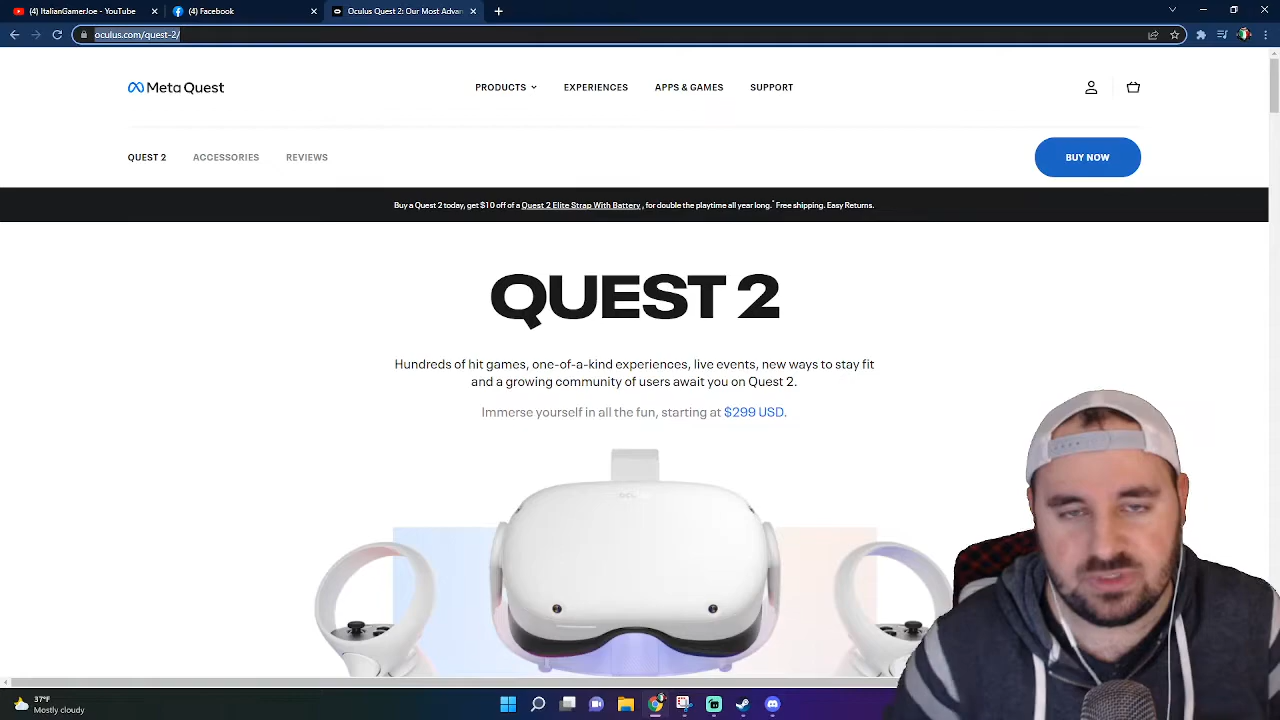 (4) ItalianGamerJoe - YouTube
(4) Facebook
Oculus Quest 2: Our Most Advan
oculus.com/quest-2/
Meta Quest
PRODUCTS
EXPERIENCES
APPS & GAMES
SUPPORT
QUEST 2
ACCESSORIES
REVIEWS
BUY NOW
Buy a Quest 2 today, get $10 off of a Quest 2 Elite Strap With Battery , for double the playtime all year long.* Free shipping. Easy Returns.
QUEST 2
Hundreds of hit games, one-of-a-kind experiences, live events, new ways to stay fit
and a growing community of users await you on Quest 2.
Immerse yourself in all the fun, starting at $299 USD.
37°F
Mostly cloudy